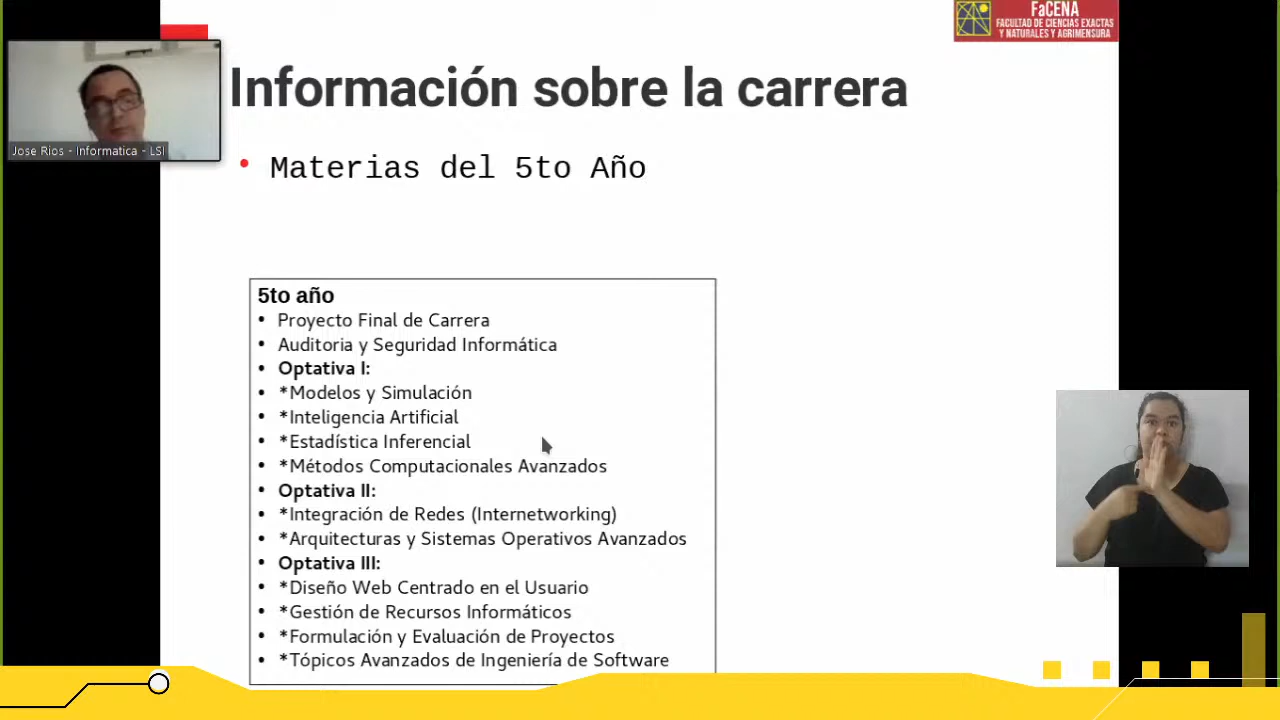 FaCENA
FACULTAD DE CIENCIAS EXACTAS
Y NATURALES Y AGRIMENSURA
Información sobre la carrera
Jose Rios - Informatica - LSI
• Materias del 5to Año
5to año
• Proyecto Final de Carrera
• Auditoria y Seguridad Informática
• Optativa I:
• *Modelos y Simulación
• *Inteligencia Artificial
• *Estadística Inferencial
• *Métodos Computacionales Avanzados
• Optativa II:
• *Integración de Redes (Internetworking)
• *Arquitecturas y Sistemas Operativos Avanzados
• Optativa III:
• *Diseño Web Centrado en el Usuario
• *Gestión de Recursos Informáticos
• *Formulación y Evaluación de Proyectos
• *Tópicos Avanzados de Ingeniería de Software